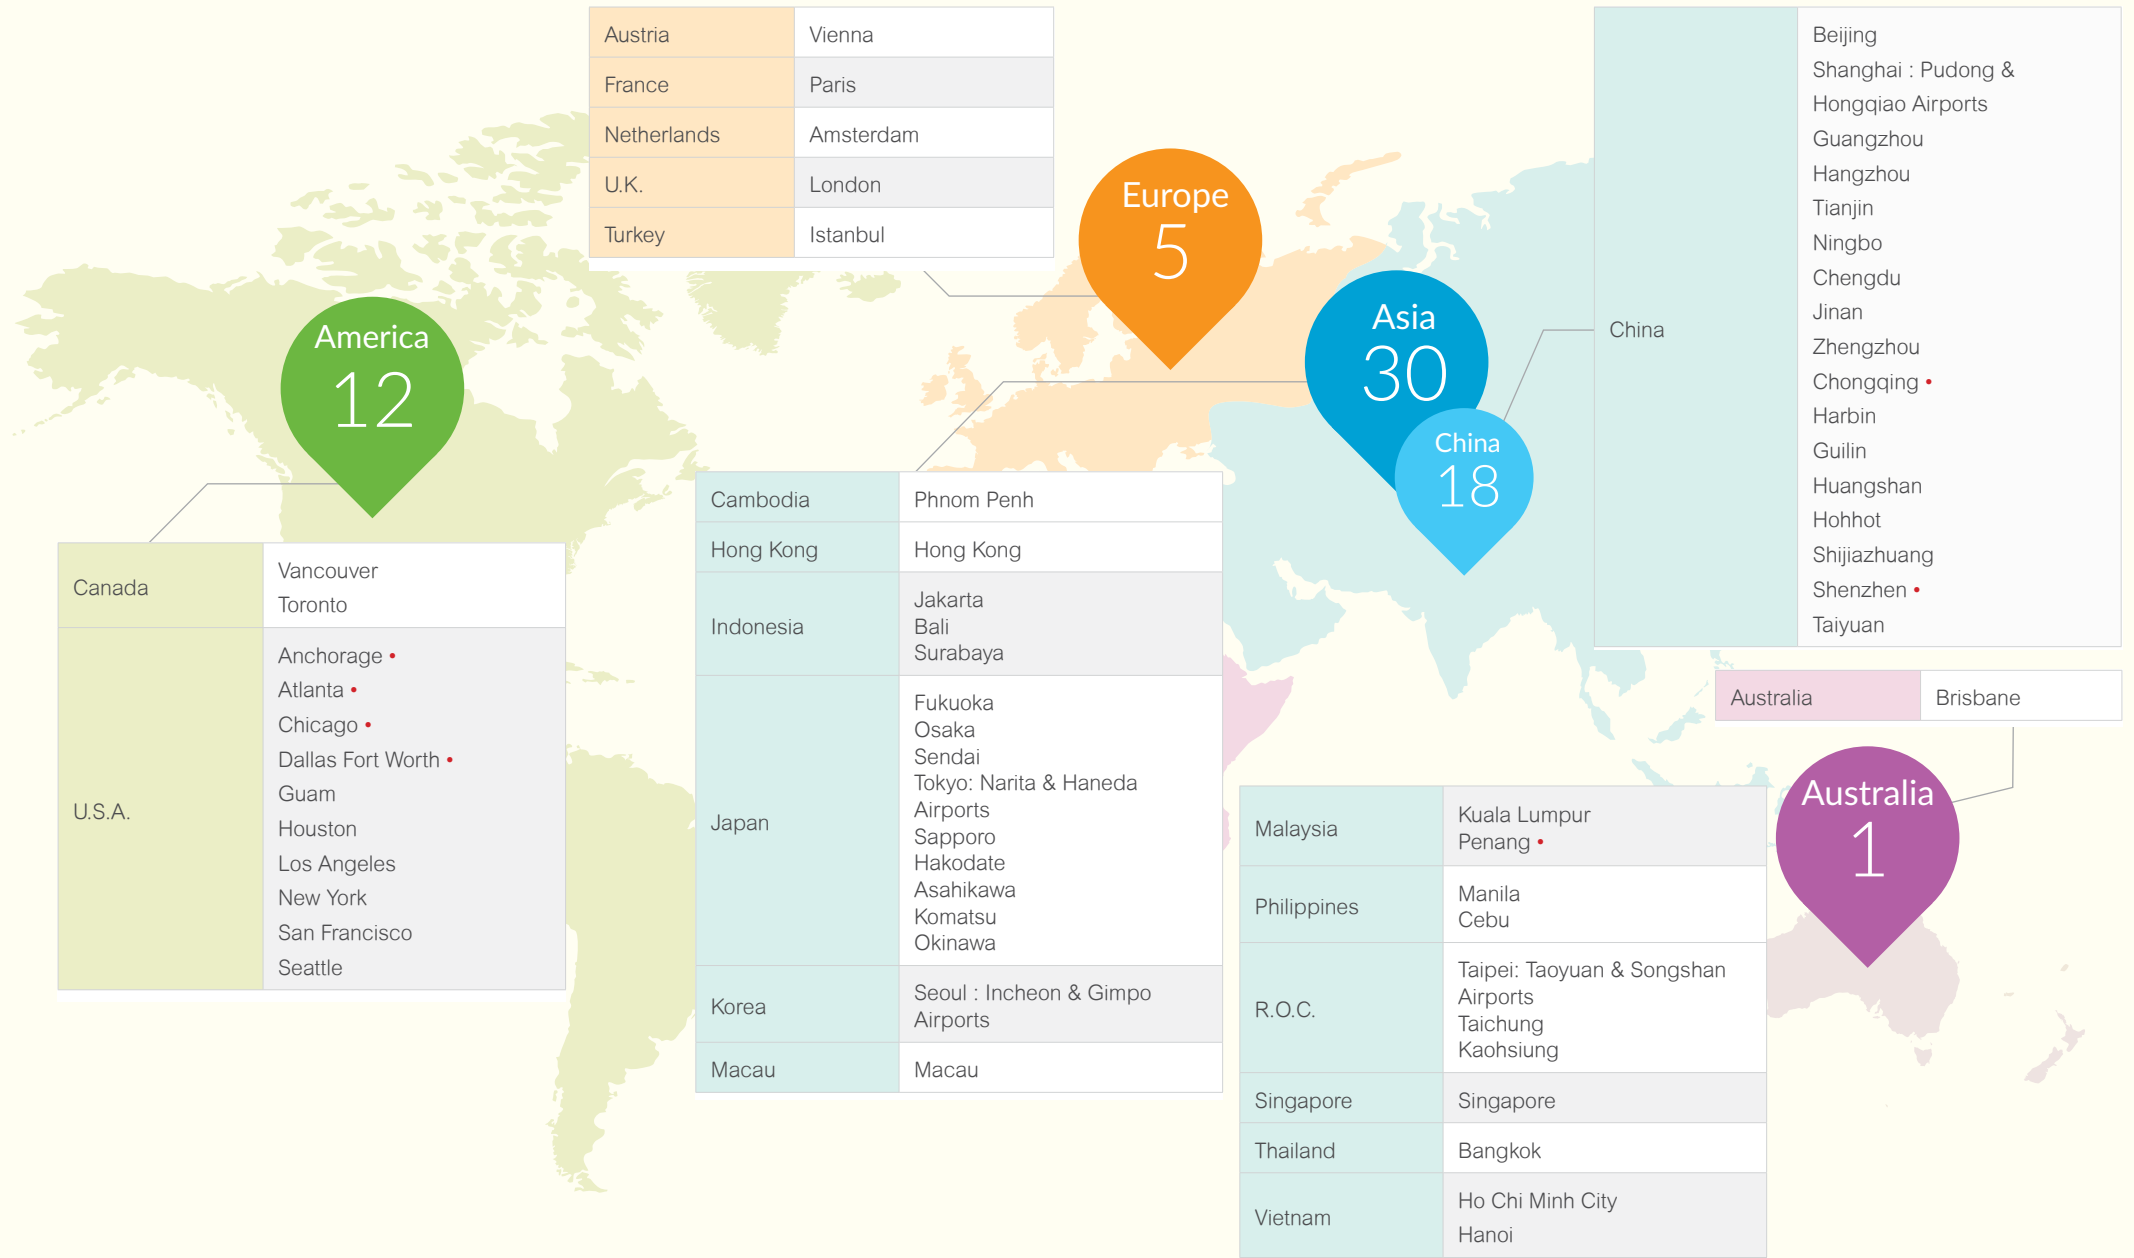 Austria Vienna
France Paris
Netherlands Amsterdam
U.K. London
Turkey Istanbul
Europe
5
America
12
Canada
Vancouver
Toronto
U.S.A.
Anchorage •
Atlanta •
Chicago •
Dallas Fort Worth •
Guam
Houston
Los Angeles
New York
San Francisco
Seattle
Asia
30
Cambodia Phnom Penh
Hong Kong Hong Kong
Indonesia
Jakarta
Bali
Surabaya
Japan
Fukuoka
Osaka
Sendai
Tokyo: Narita & Haneda
Airports
Sapporo
Hakodate
Asahikawa
Komatsu
Okinawa
Korea
Seoul : Incheon & Gimpo
Airports
Macau Macau
Malaysia
Kuala Lumpur
Penang •
Philippines
Manila
Cebu
R.O.C.
Taipei: Taoyuan & Songshan
Airports
Taichung
Kaohsiung
Singapore Singapore
Thailand Bangkok
Vietnam
Ho Chi Minh City
Hanoi
China
18
China
Beijing
Shanghai : Pudong &
Hongqiao Airports
Guangzhou
Hangzhou
Tianjin
Ningbo
Chengdu
Jinan
Zhengzhou
Chongqing •
Harbin
Guilin
Huangshan
Hohhot
Shijiazhuang
Shenzhen •
Taiyuan
Australia Brisbane
Australia
1